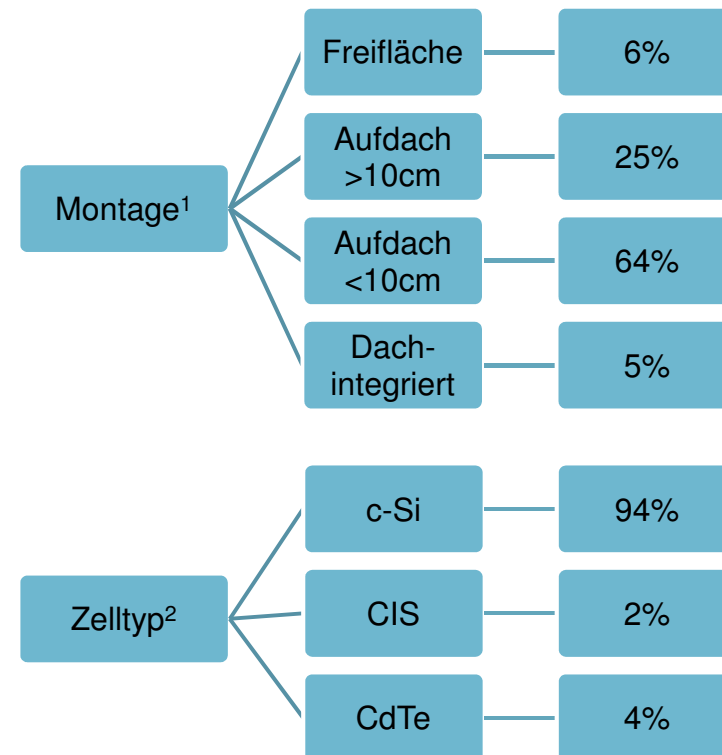 Freifläche
6%
Aufdach
>10cm
25%
Montage¹
Aufdach
<10cm
64%
Dach-
integriert
5%
c-Si
94%
Zelltyp²
CIS
2%
CdTe
4%